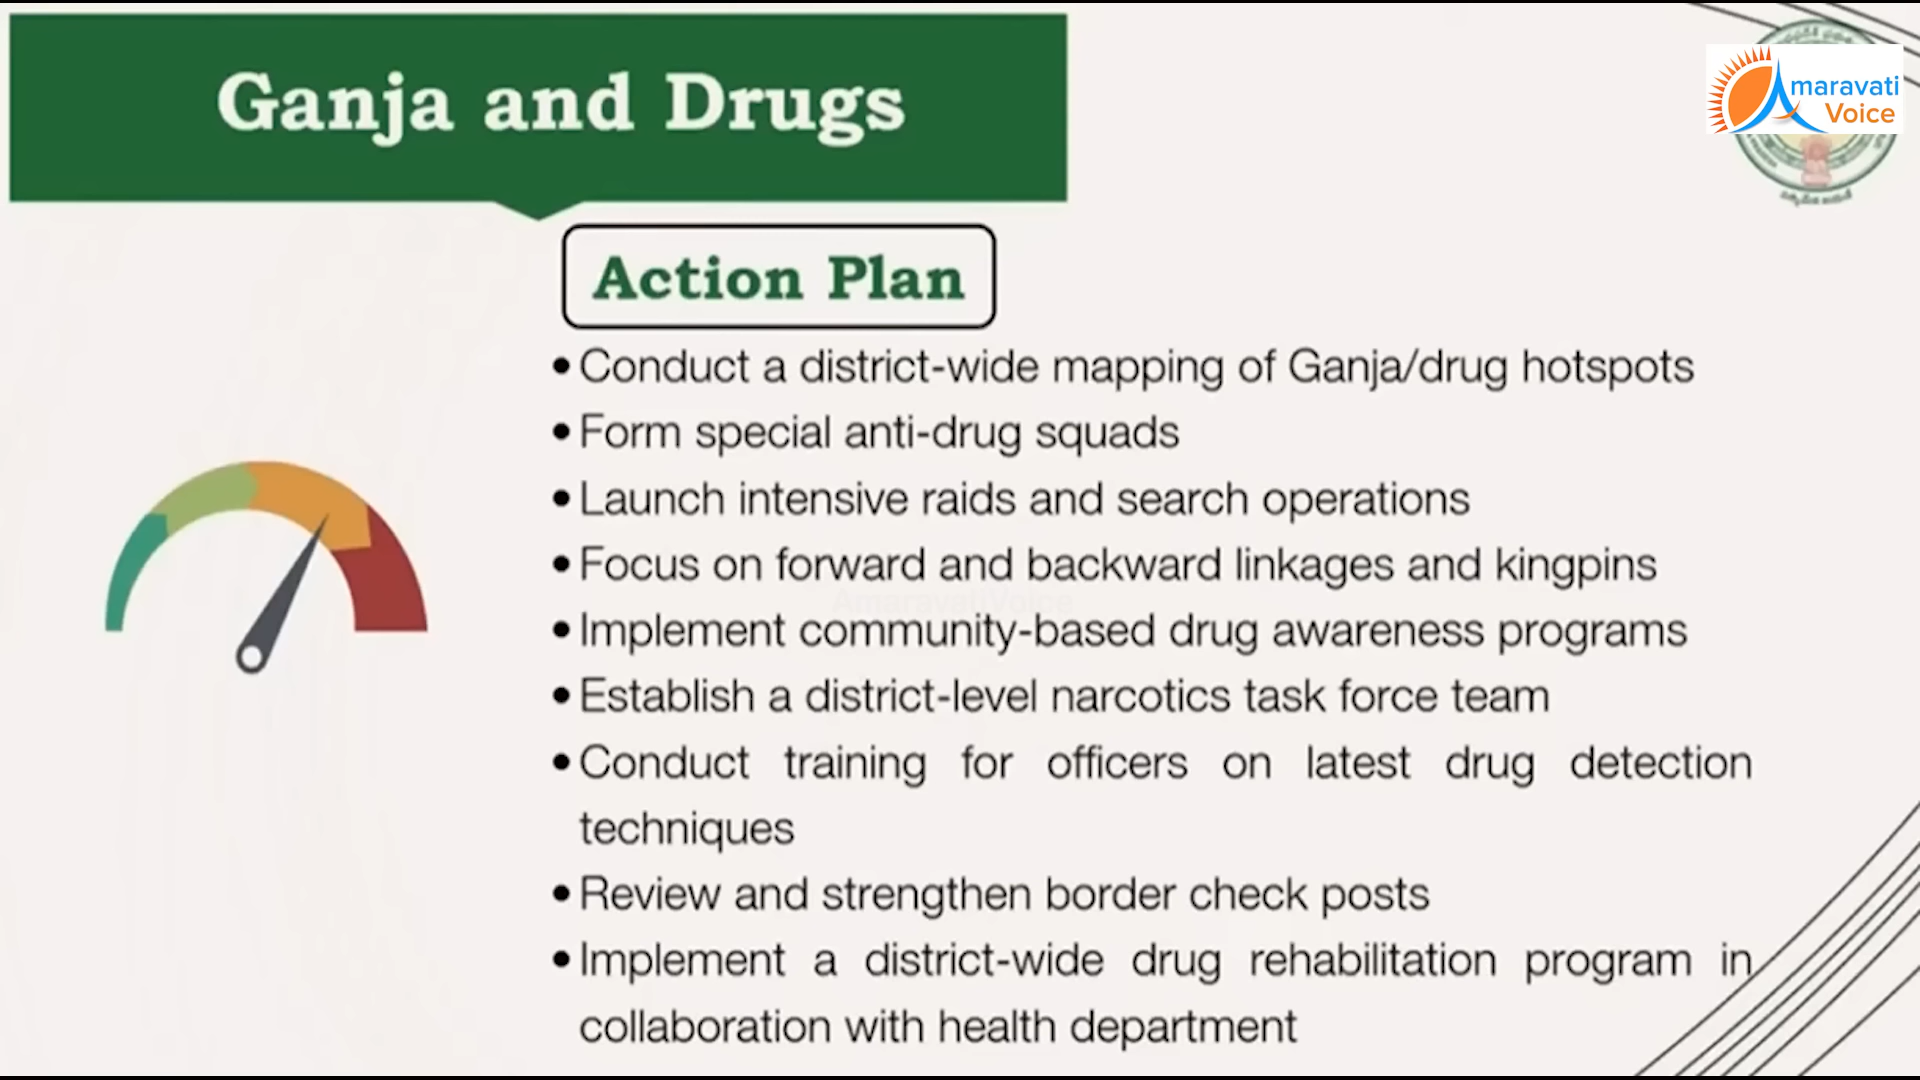 Ganja and Drugs
Amaravati
Voice
Action Plan
• Conduct a district-wide mapping of Ganja/drug hotspots
• Form special anti-drug squads
• Launch intensive raids and search operations
• Focus on forward and backward linkages and kingpins
AmaravatiVoice
• Implement community-based drug awareness programs
• Establish a district-level narcotics task force team
• Conduct training for officers on latest drug detection
techniques
• Review and strengthen border check posts
• Implement a district-wide drug rehabilitation program in
collaboration with health department